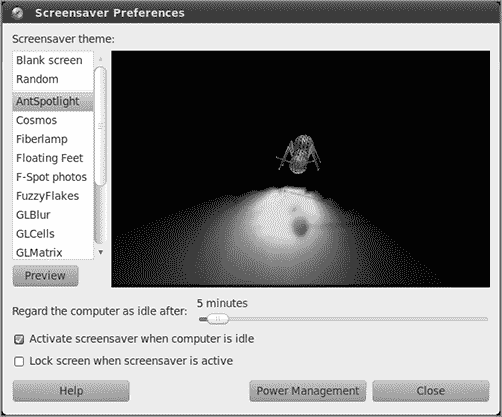 Screensaver Preferences
Screensaver theme:
Blank screen
Random
AntSpotlight
Cosmos
Fiberlamp
Floating Feet
F-Spot photos
FuzzyFlakes
GLBlur
GLCells
GLMatrix
Preview
5 minutes
Regard the computer as idle after:
Activate screensaver when computer is idle
Lock screen when screensaver is active
Help
Power Management
Close